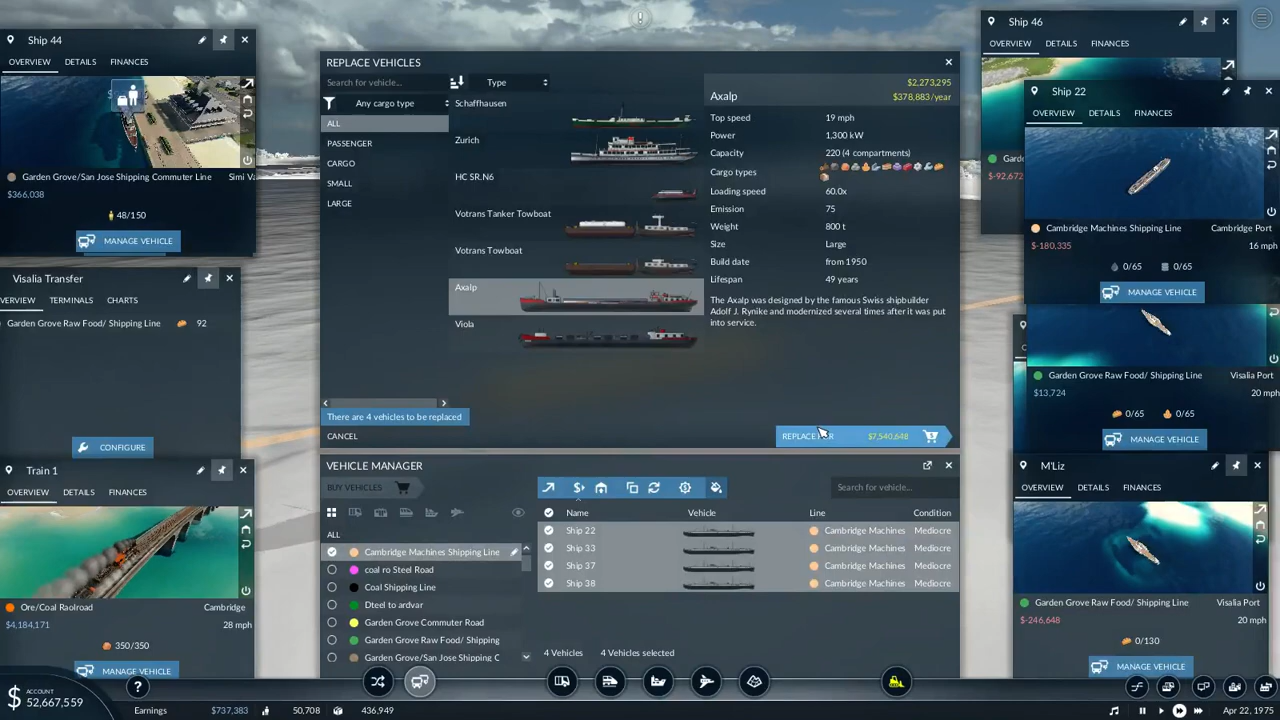 Ship 44
OVERVIEW DETAILS FINANCES
Garden Grove/San Jose Shipping Commuter Line Simi Va
$366,038
48/150
MANAGE VEHICLE
Visalia Transfer
VERVIEW TERMINALS CHARTS
Garden Grove Raw Food/ Shipping Line 92
CONFIGURE
Train 1
OVERVIEW DETAILS FINANCES
Ore/Coal Raolroad Cambridge
$4,184,171 28 mph
350/350
MANAGE VEHICLE
REPLACE VEHICLES
Search for vehicle... Type
Any cargo type
ALL
PASSENGER
CARGO
SMALL
LARGE
Schaffhausen
Zurich
HC SR.N6
Votrans Tanker Towboat
Votrans Towboat
Axalp
Viola
$2,273,295
Axalp $378,883/year
Top speed 19 mph
Power 1,300 kW
Capacity 220 (4 compartments)
Cargo types
Loading speed 60.0x
Emission 75
Weight 800 t
Size Large
Build date from 1950
Lifespan 49 years
The Axalp was designed by the famous Swiss shipbuilder
Adolf J. Rynike and modernized several times after it was put
into service.
There are 4 vehicles to be replaced
CANCEL
$7,540,648
VEHICLE MANAGER
BUY VEHICLES
Search for vehicle...
Name Vehicle Line Condition
ALL
Cambridge Machines Shipping Line
coal ro Steel Road
Coal Shipping Line
Dteel to ardvar
Garden Grove Commuter Road
Garden Grove Raw Food/ Shipping
Garden Grove/San Jose Shipping C
Ship 22 Cambridge Machines Mediocre
Ship 33 Cambridge Machines Mediocre
Ship 37 Cambridge Machines Mediocre
Ship 38 Cambridge Machines Mediocre
4 Vehicles 4 Vehicles selected
Ship 46
OVERVIEW DETAILS FINANCES
Garde
$-92,672
Ship 22
OVERVIEW DETAILS FINANCES
Cambridge Machines Shipping Line Cambridge Port
$-180,335 16 mph
0/65 0/65
MANAGE VEHICLE
Garden Grove Raw Food/ Shipping Line Visalia Port
$13,724 20 mph
0/65 0/65
MANAGE VEHICLE
M'Liz
OVERVIEW DETAILS FINANCES
Garden Grove Raw Food/ Shipping Line Visalia Port
$-246,648 20 mph
0/130
MANAGE VEHICLE
$ ACCOUNT
52,667,559
?
Earnings $737,383 50,708 436,949 Apr 22, 1975